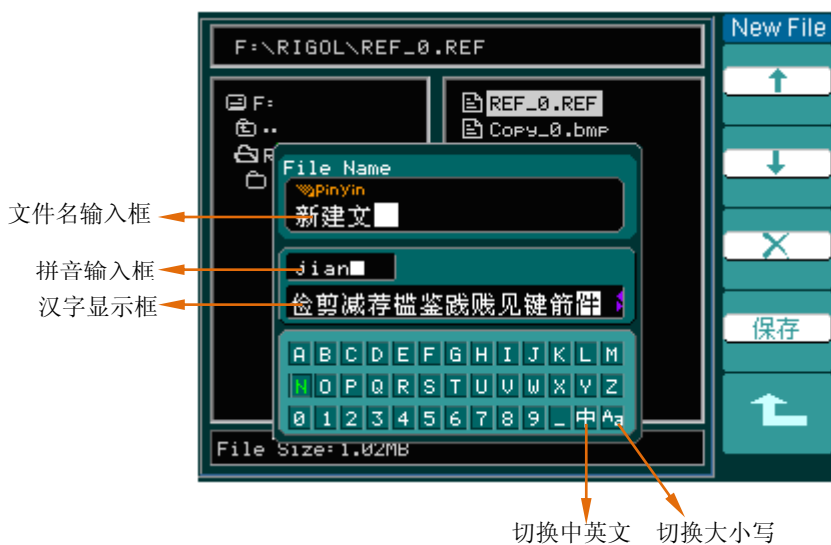 New File
F:\RIGOL\REF_0.REF
F:
REF_0.REF
..
Copy_0.bmp
R
File Name
PinYin
文件名输入框
新建文
拼音输入框
jian
汉字显示框
俭剪减荐槛鉴践贱见键箭件
保存
A B C D E F G H I J K L M
N O P Q R S T U V W X Y Z
0 1 2 3 4 5 6 7 8 9 _ 中 Aa
File Size:1.02MB
切换中英文 切换大小写